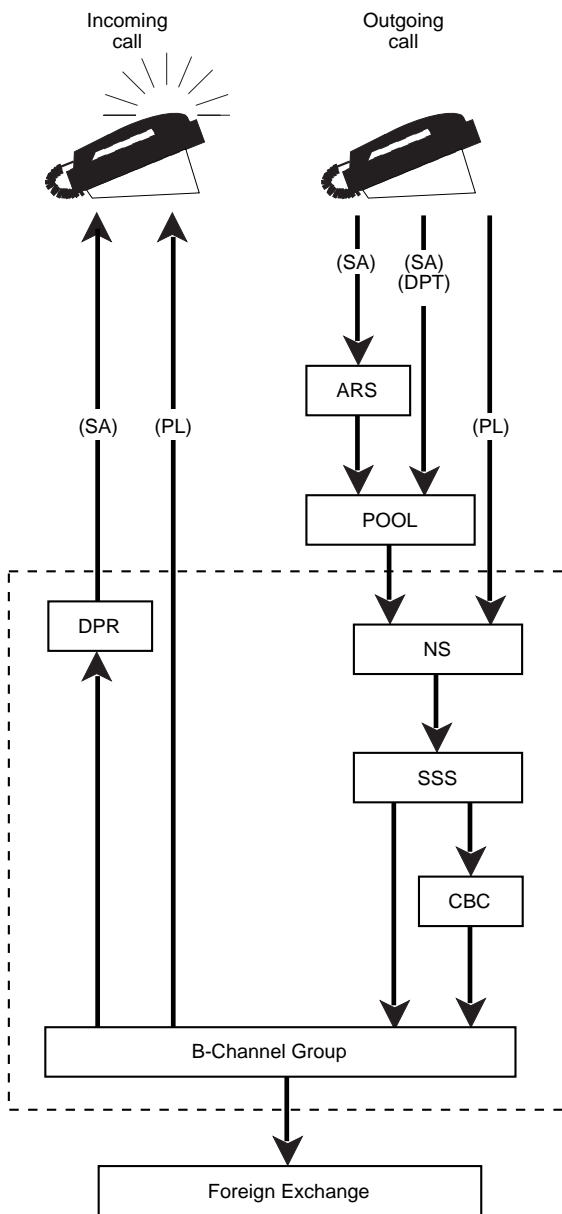 Incoming
call
Outgoing
call
(SA)
(SA)
(DPT)
ARS
(SA)
(PL)
(PL)
POOL
DPR
NS
SSS
CBC
B-Channel Group
Foreign Exchange